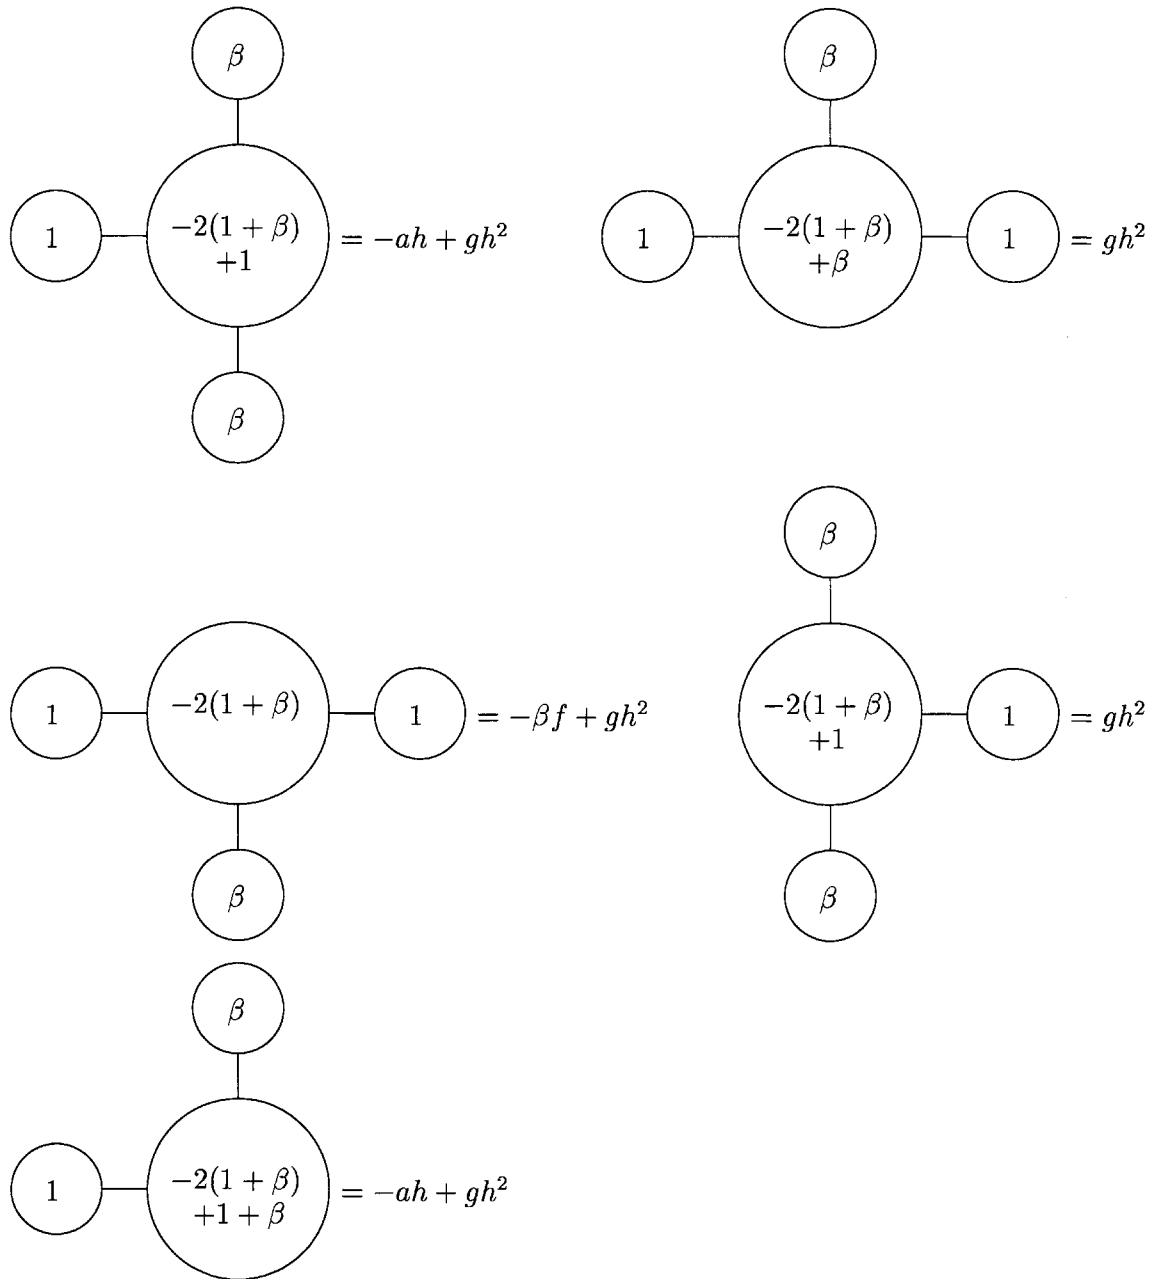 β
β
1
−2(1 + β)
+1
= −ah + gh²
1
−2(1 + β)
+β
1
= gh²
β
β
1
−2(1 + β)
1
= −βf + gh²
−2(1 + β)
+1
1
= gh²
β
β
β
1
−2(1 + β)
+1 + β
= −ah + gh²